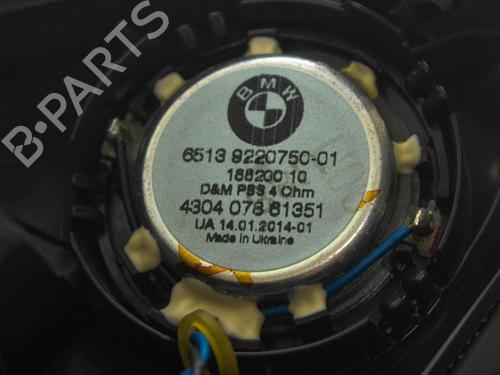 B-PARTS
BMW
6513 9220750-01
188200 10
D&M PSS 4 Ohm
4304 078 61351
UA 14.01.2014-01
Made in Ukraine